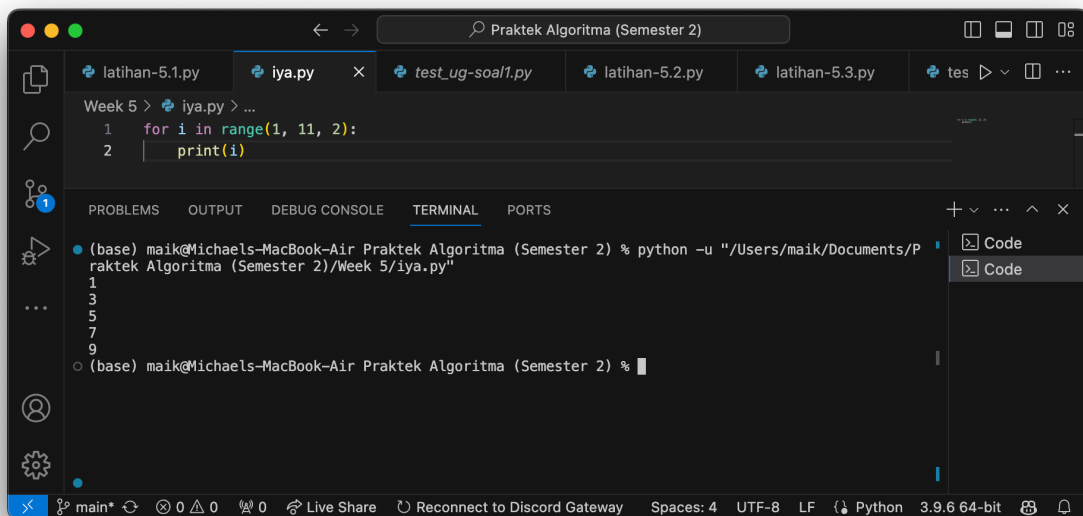 Praktek Algoritma (Semester 2)
latihan-5.1.py
iya.py
test_ug-soal1.py
latihan-5.2.py
latihan-5.3.py
tes
Week 5 > iya.py > ...
1 for i in range(1, 11, 2):
2 print(i)
1
PROBLEMS OUTPUT DEBUG CONSOLE TERMINAL PORTS
(base) maik@Michaels-MacBook-Air Praktek Algoritma (Semester 2) % python -u "/Users/maik/Documents/P
raktek Algoritma (Semester 2)/Week 5/iya.py"
1
3
5
7
9
(base) maik@Michaels-MacBook-Air Praktek Algoritma (Semester 2) %
Code
Code
main* 0 0 0 Live Share Reconnect to Discord Gateway Spaces: 4 UTF-8 LF Python 3.9.6 64-bit